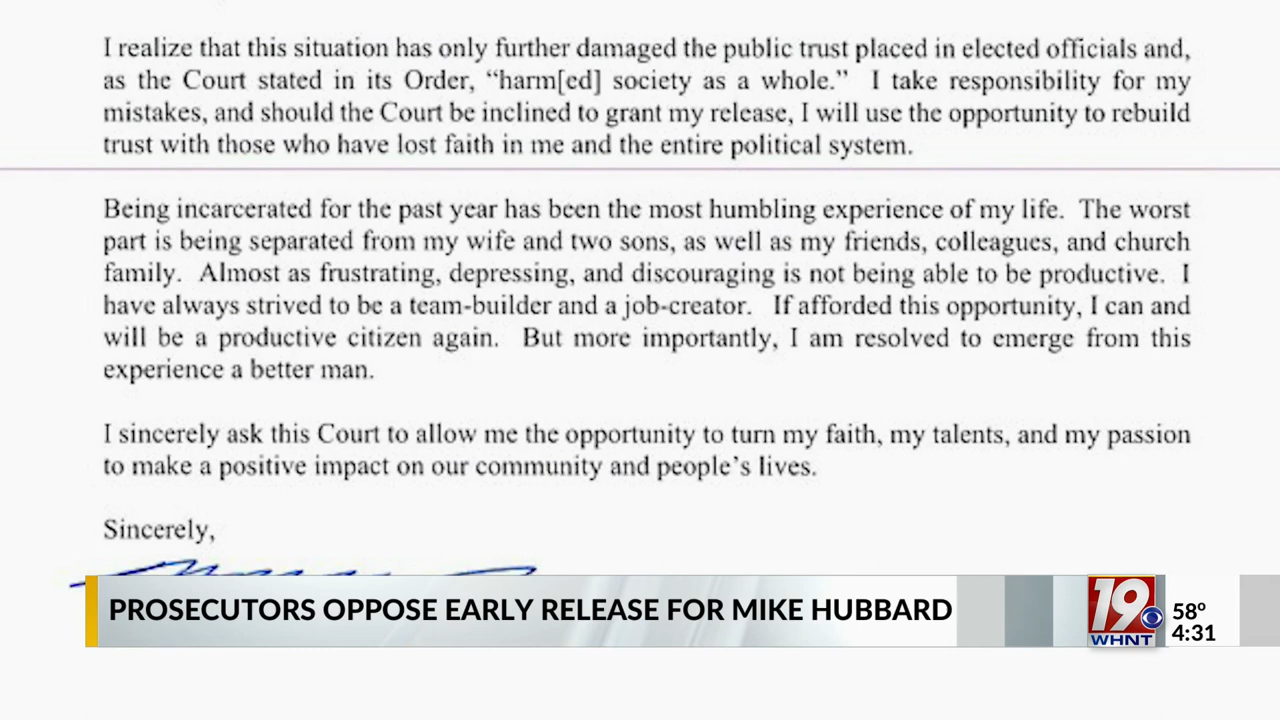 I realize that this situation has only further damaged the public trust placed in elected officials and,
as the Court stated in its Order, “harm[ed] society as a whole.” I take responsibility for my
mistakes, and should the Court be inclined to grant my release, I will use the opportunity to rebuild
trust with those who have lost faith in me and the entire political system.
Being incarcerated for the past year has been the most humbling experience of my life. The worst
part is being separated from my wife and two sons, as well as my friends, colleagues, and church
family. Almost as frustrating, depressing, and discouraging is not being able to be productive. I
have always strived to be a team-builder and a job-creator. If afforded this opportunity, I can and
will be a productive citizen again. But more importantly, I am resolved to emerge from this
experience a better man.
I sincerely ask this Court to allow me the opportunity to turn my faith, my talents, and my passion
to make a positive impact on our community and people’s lives.
Sincerely,
PROSECUTORS OPPOSE EARLY RELEASE FOR MIKE HUBBARD
19
WHNT
58º
4:31